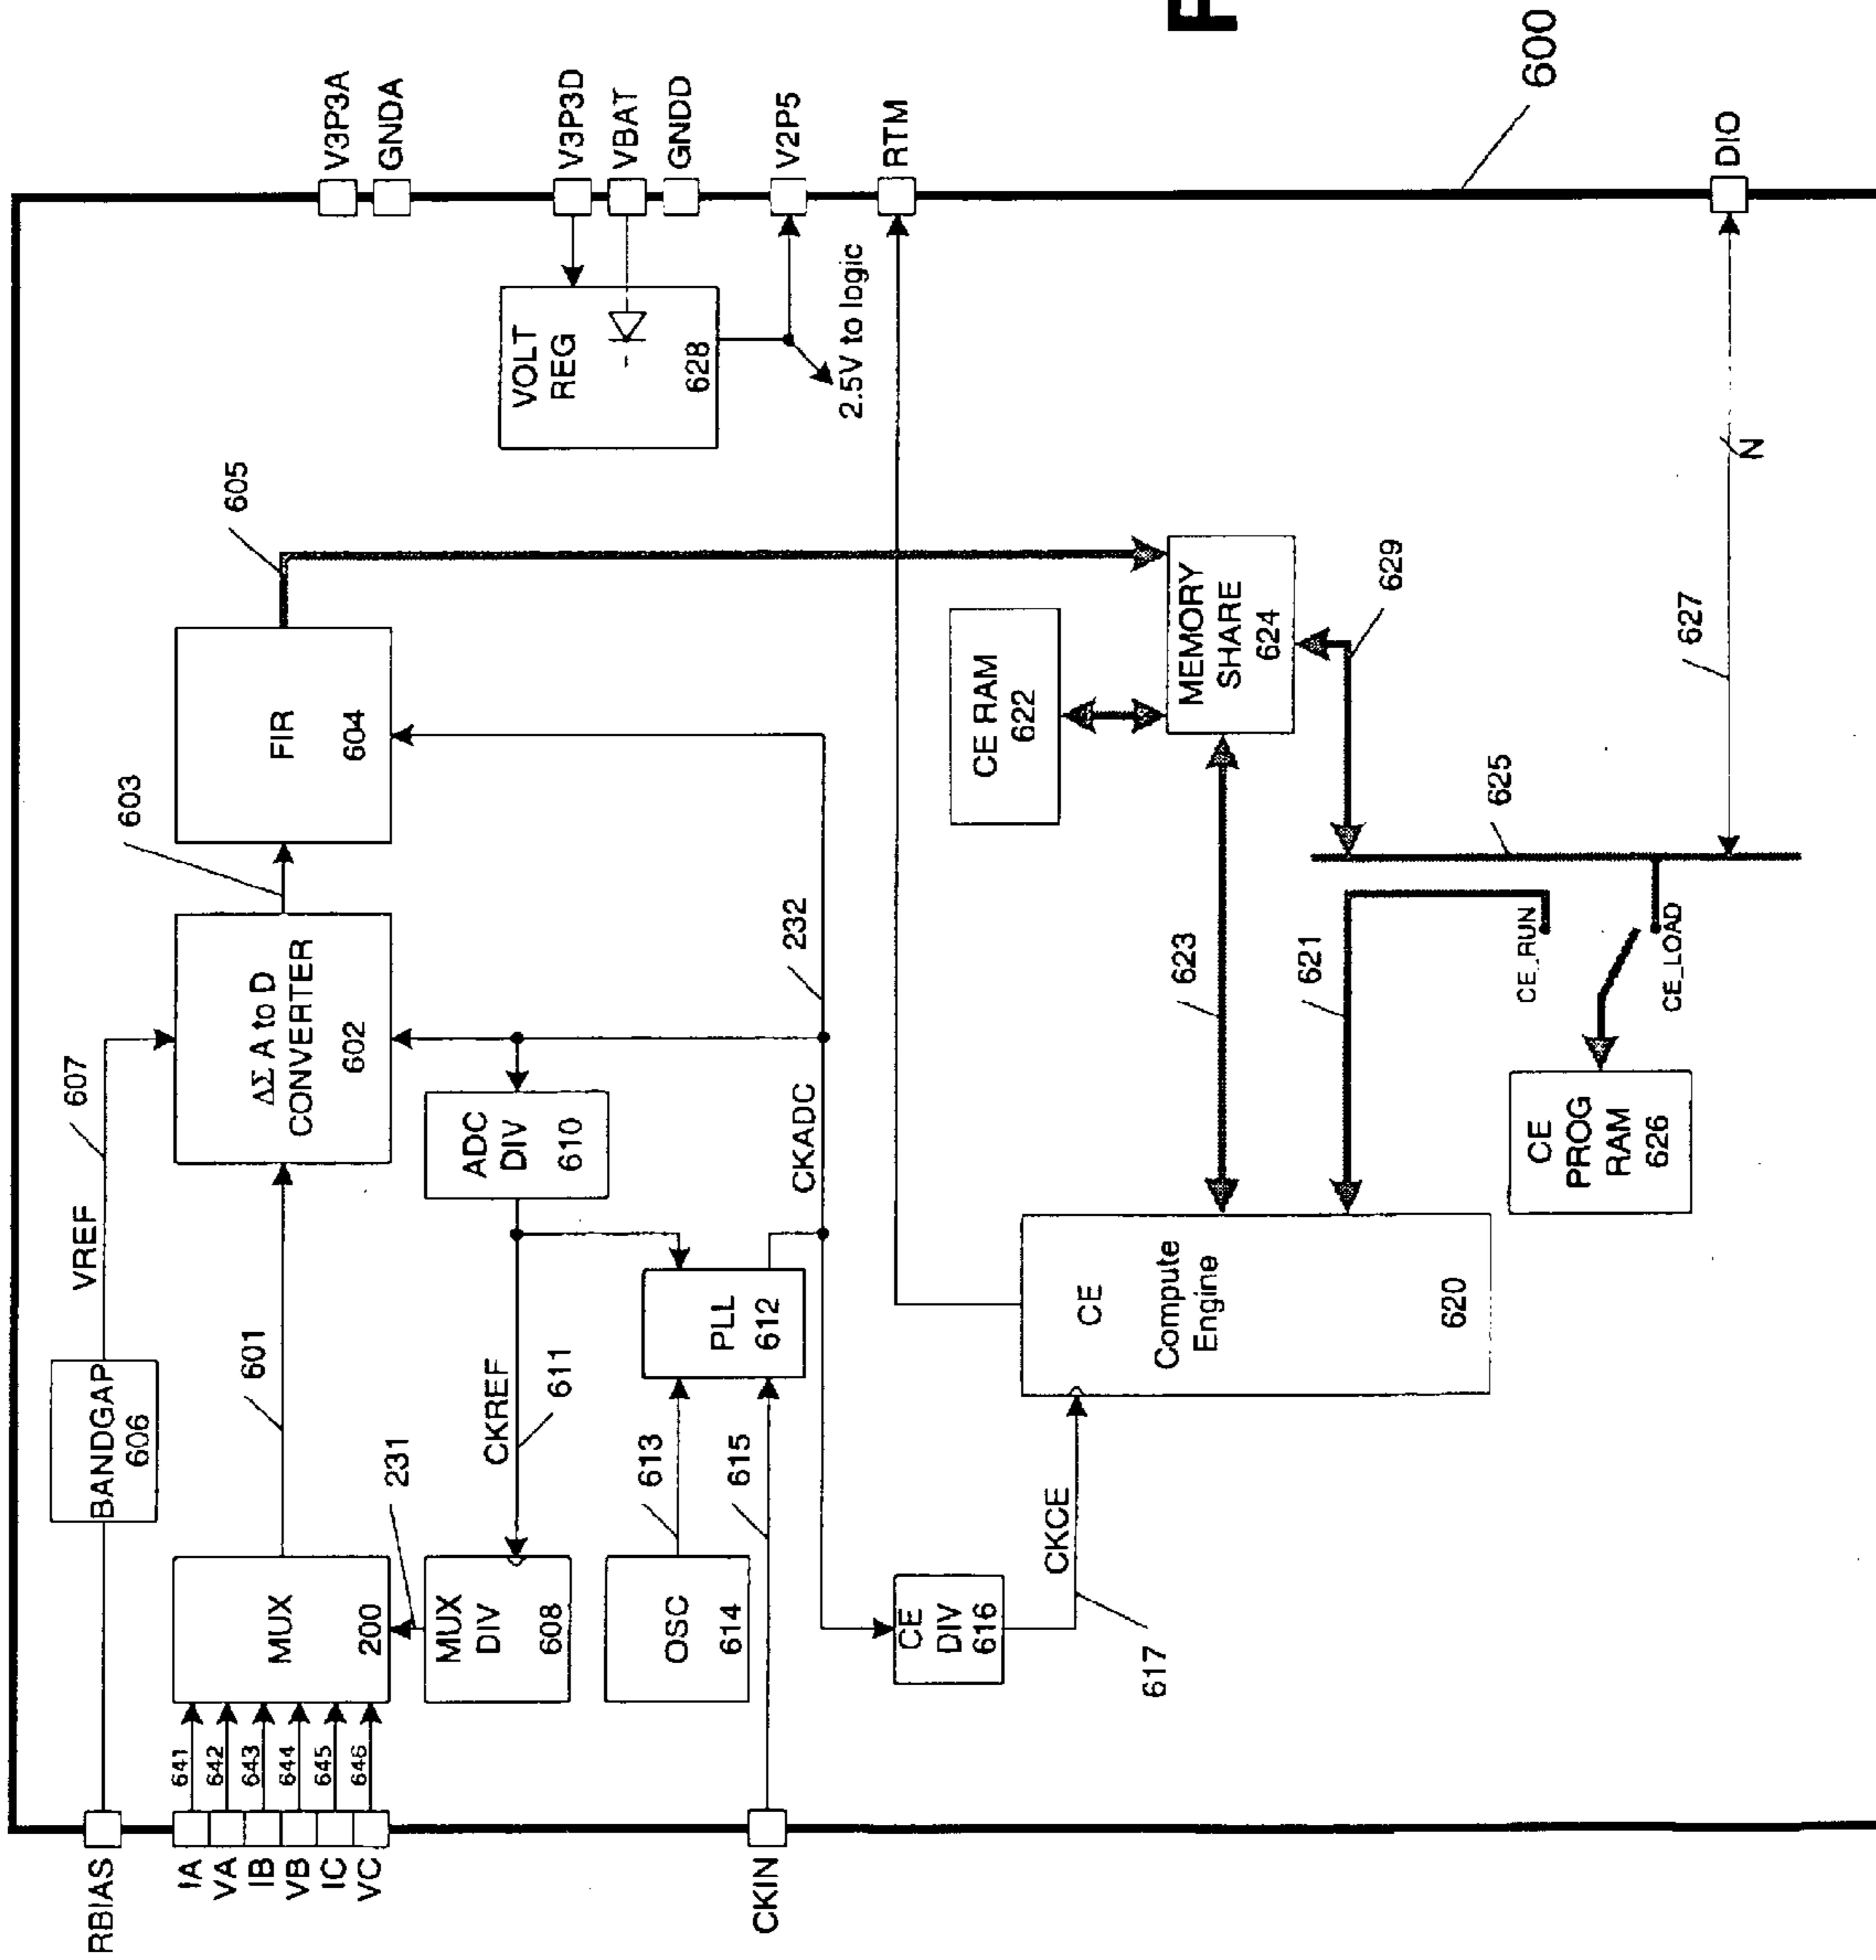 RBIAS
IA
VA
IB
VB
IC
VC
CKIN
641
642
643
644
645
646
BANDGAP
606
VREF
607
MUX
200
601
ΔΣ A to D
CONVERTER
602
603
FIR
604
605
231
MUX
DIV
608
CKREF
611
ADC
DIV
610
OSC
614
613
615
PLL
612
CKADC
232
CE
DIV
616
CKCE
617
CE
Compute
Engine
620
623
621
CE RAM
622
MEMORY
SHARE
624
629
625
CE_RUN
CE_LOAD
CE
PROG
RAM
626
627
N
VOLT
REG
628
2.5V to logic
V3P3A
GNDA
V3P3D
VBAT
GNDD
V2P5
RTM
DIO
600
F